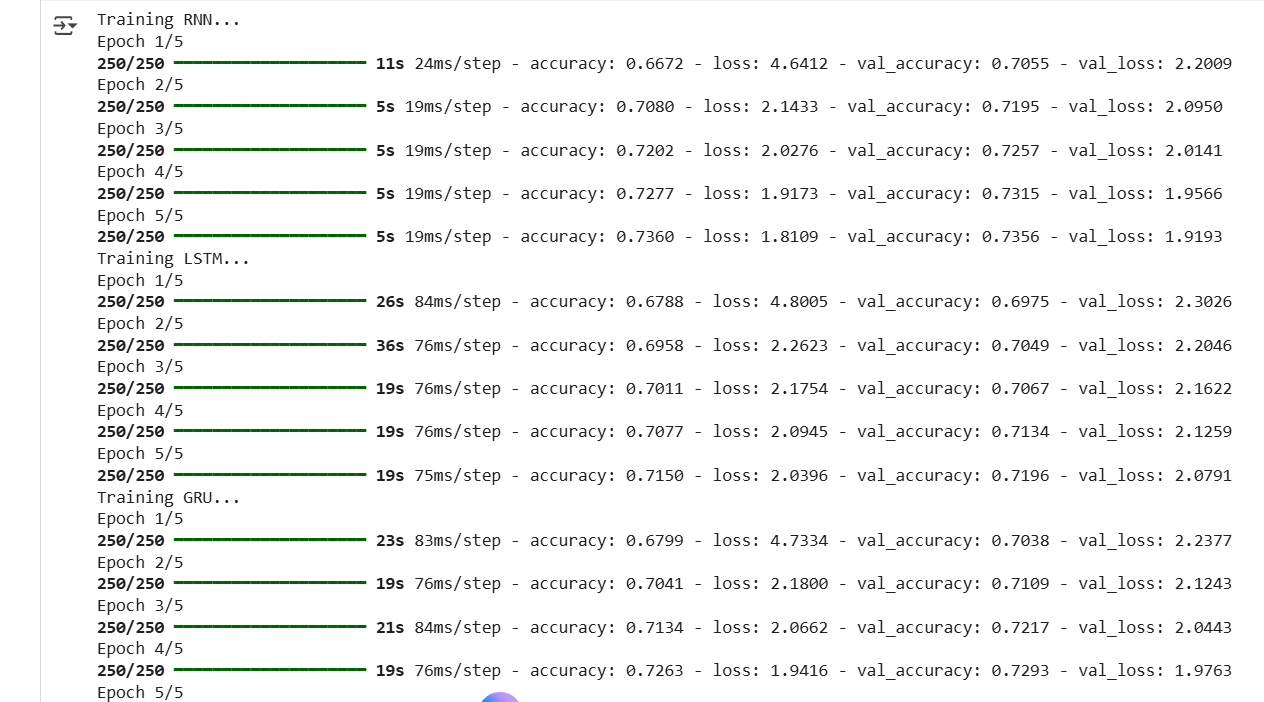 Training RNN...
Epoch 1/5
250/250 11s 24ms/step - accuracy: 0.6672 - loss: 4.6412 - val_accuracy: 0.7055 - val_loss: 2.2009
Epoch 2/5
250/250 5s 19ms/step - accuracy: 0.7080 - loss: 2.1433 - val_accuracy: 0.7195 - val_loss: 2.0950
Epoch 3/5
250/250 5s 19ms/step - accuracy: 0.7202 - loss: 2.0276 - val_accuracy: 0.7257 - val_loss: 2.0141
Epoch 4/5
250/250 5s 19ms/step - accuracy: 0.7277 - loss: 1.9173 - val_accuracy: 0.7315 - val_loss: 1.9566
Epoch 5/5
250/250 5s 19ms/step - accuracy: 0.7360 - loss: 1.8109 - val_accuracy: 0.7356 - val_loss: 1.9193
Training LSTM...
Epoch 1/5
250/250 26s 84ms/step - accuracy: 0.6788 - loss: 4.8005 - val_accuracy: 0.6975 - val_loss: 2.3026
Epoch 2/5
250/250 36s 76ms/step - accuracy: 0.6958 - loss: 2.2623 - val_accuracy: 0.7049 - val_loss: 2.2046
Epoch 3/5
250/250 19s 76ms/step - accuracy: 0.7011 - loss: 2.1754 - val_accuracy: 0.7067 - val_loss: 2.1622
Epoch 4/5
250/250 19s 76ms/step - accuracy: 0.7077 - loss: 2.0945 - val_accuracy: 0.7134 - val_loss: 2.1259
Epoch 5/5
250/250 19s 75ms/step - accuracy: 0.7150 - loss: 2.0396 - val_accuracy: 0.7196 - val_loss: 2.0791
Training GRU...
Epoch 1/5
250/250 23s 83ms/step - accuracy: 0.6799 - loss: 4.7334 - val_accuracy: 0.7038 - val_loss: 2.2377
Epoch 2/5
250/250 19s 76ms/step - accuracy: 0.7041 - loss: 2.1800 - val_accuracy: 0.7109 - val_loss: 2.1243
Epoch 3/5
250/250 21s 84ms/step - accuracy: 0.7134 - loss: 2.0662 - val_accuracy: 0.7217 - val_loss: 2.0443
Epoch 4/5
250/250 19s 76ms/step - accuracy: 0.7263 - loss: 1.9416 - val_accuracy: 0.7293 - val_loss: 1.9763
Epoch 5/5